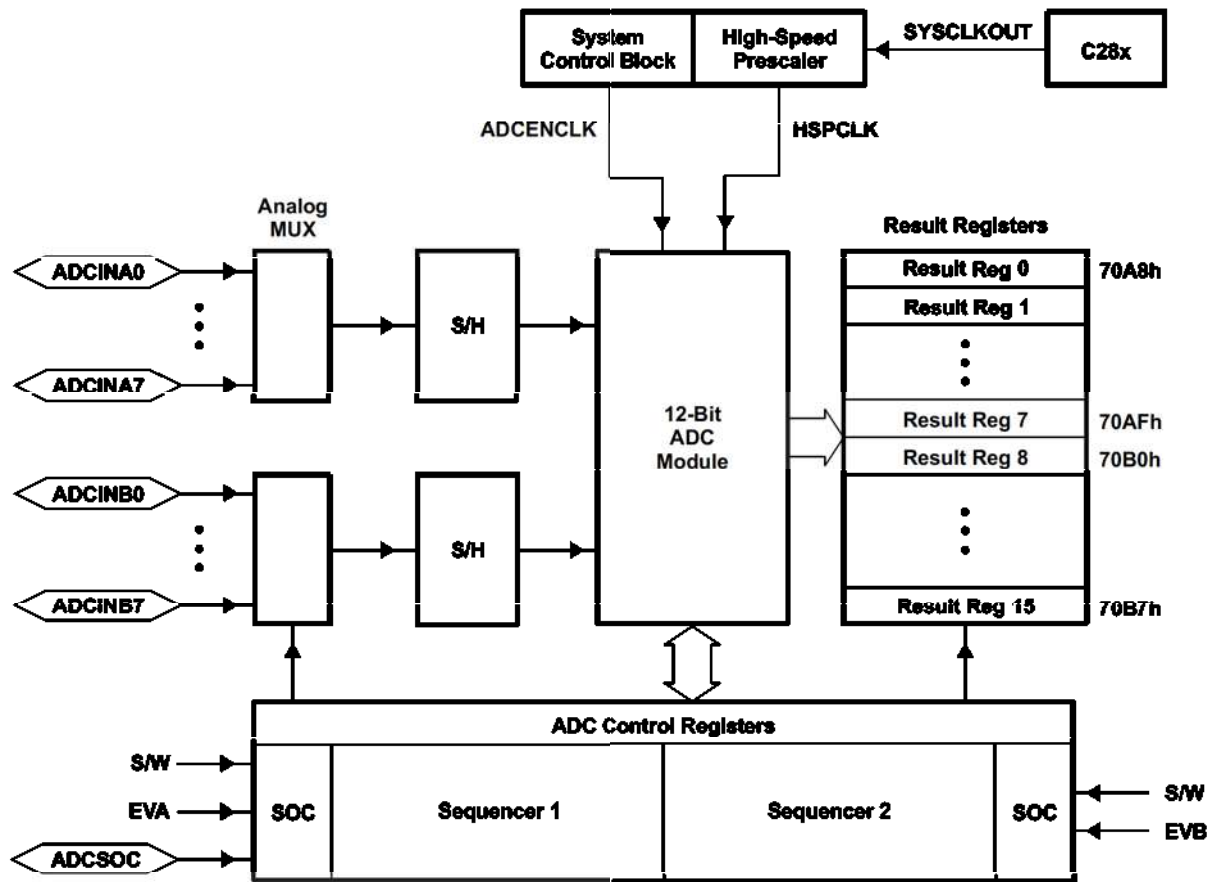 System
Control Block
High-Speed
Prescaler
SYSCLKOUT
C28x
ADCENCLK
HSPCLK
Analog
MUX
Result Registers
ADCINA0
Result Reg 0
70A8h
Result Reg 1
S/H
ADCINA7
12-Bit
ADC
Module
Result Reg 7
70AFh
Result Reg 8
70B0h
ADCINB0
S/H
ADCINB7
Result Reg 15
70B7h
ADC Control Registers
S/W
EVA
ADCSOC
SOC
Sequencer 1
Sequencer 2
SOC
S/W
EVB